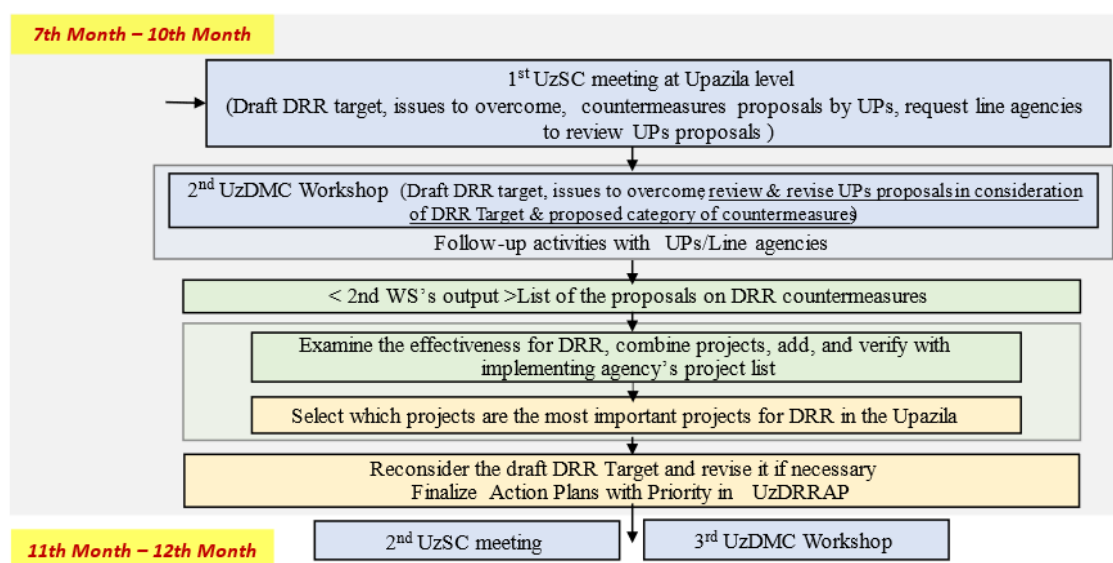 7th Month – 10th Month
1st UzSC meeting at Upazila level
(Draft DRR target, issues to overcome, countermeasures proposals by UPs, request line agencies
to review UPs proposals )
2nd UzDMC Workshop (Draft DRR target, issues to overcome, review & revise UPs proposals in consideration
of DRR Target & proposed category of countermeasures)
Follow-up activities with UPs/Line agencies
< 2nd WS’s output >List of the proposals on DRR countermeasures
Examine the effectiveness for DRR, combine projects, add, and verify with
implementing agency’s project list
Select which projects are the most important projects for DRR in the Upazila
Reconsider the draft DRR Target and revise it if necessary
Finalize Action Plans with Priority in UzDRRAP
11th Month – 12th Month
2nd UzSC meeting
3rd UzDMC Workshop